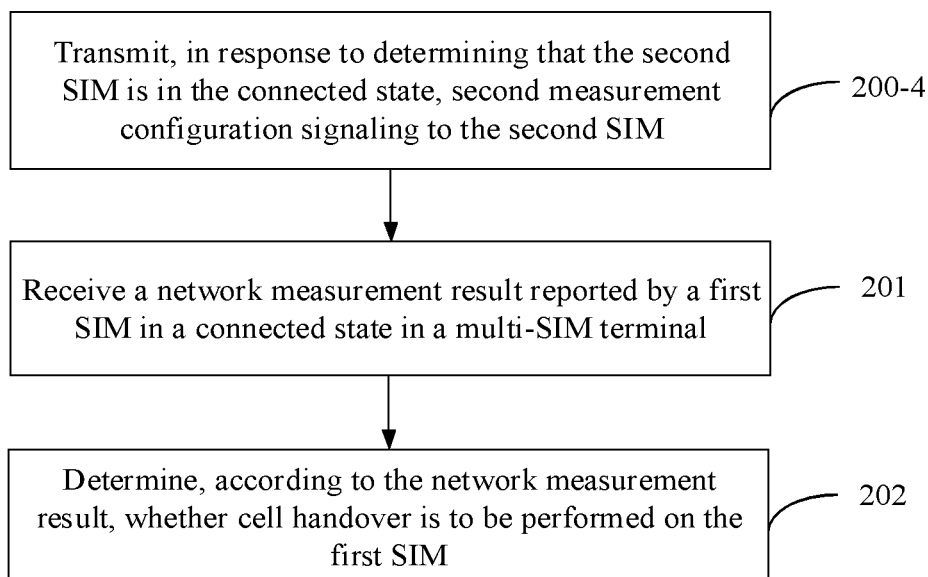 Transmit, in response to determining that the second
SIM is in the connected state, second measurement
configuration signaling to the second SIM
200-4
Receive a network measurement result reported by a first
SIM in a connected state in a multi-SIM terminal
201
Determine, according to the network measurement
result, whether cell handover is to be performed on the
first SIM
202